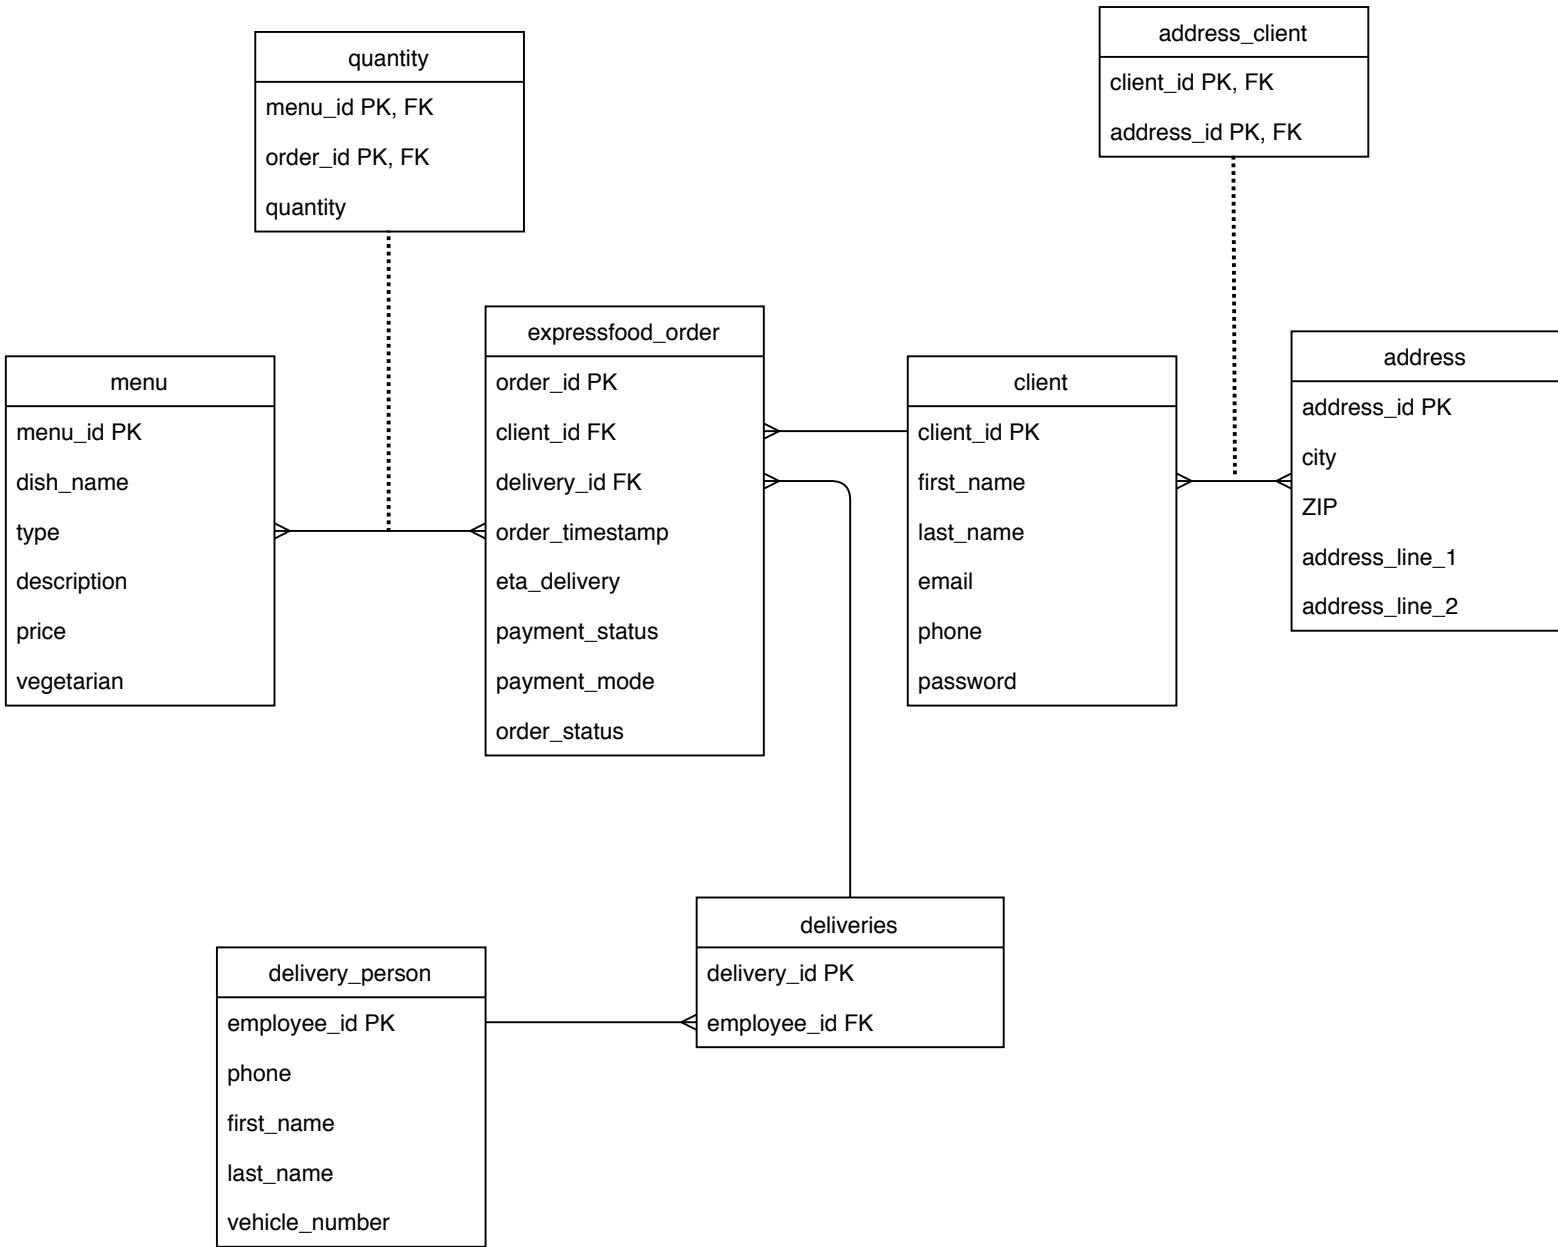 quantity
menu_id PK, FK
order_id PK, FK
quantity
address_client
client_id PK, FK
address_id PK, FK
menu
menu_id PK
dish_name
type
description
price
vegetarian
expressfood_order
order_id PK
client_id FK
delivery_id FK
order_timestamp
eta_delivery
payment_status
payment_mode
order_status
client
client_id PK
first_name
last_name
email
phone
password
address
address_id PK
city
ZIP
address_line_1
address_line_2
delivery_person
employee_id PK
phone
first_name
last_name
vehicle_number
deliveries
delivery_id PK
employee_id FK